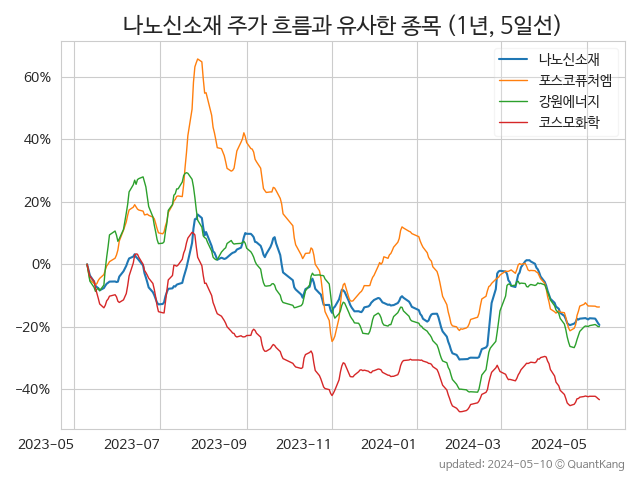 나노신소재 주가 흐름과 유사한 종목 (1년, 5일선)
나노신소재
포스코퓨처엠
강원에너지
코스모화학
60%
40%
20%
0%
−20%
−40%
2023-05 2023-07 2023-09 2023-11 2024-01 2024-03 2024-05
updated: 2024-05-10 © QuantKang